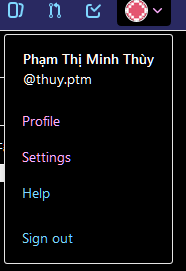 Phạm Thị Minh Thùy
@thuy.ptm
Profile
Settings
Help
Sign out